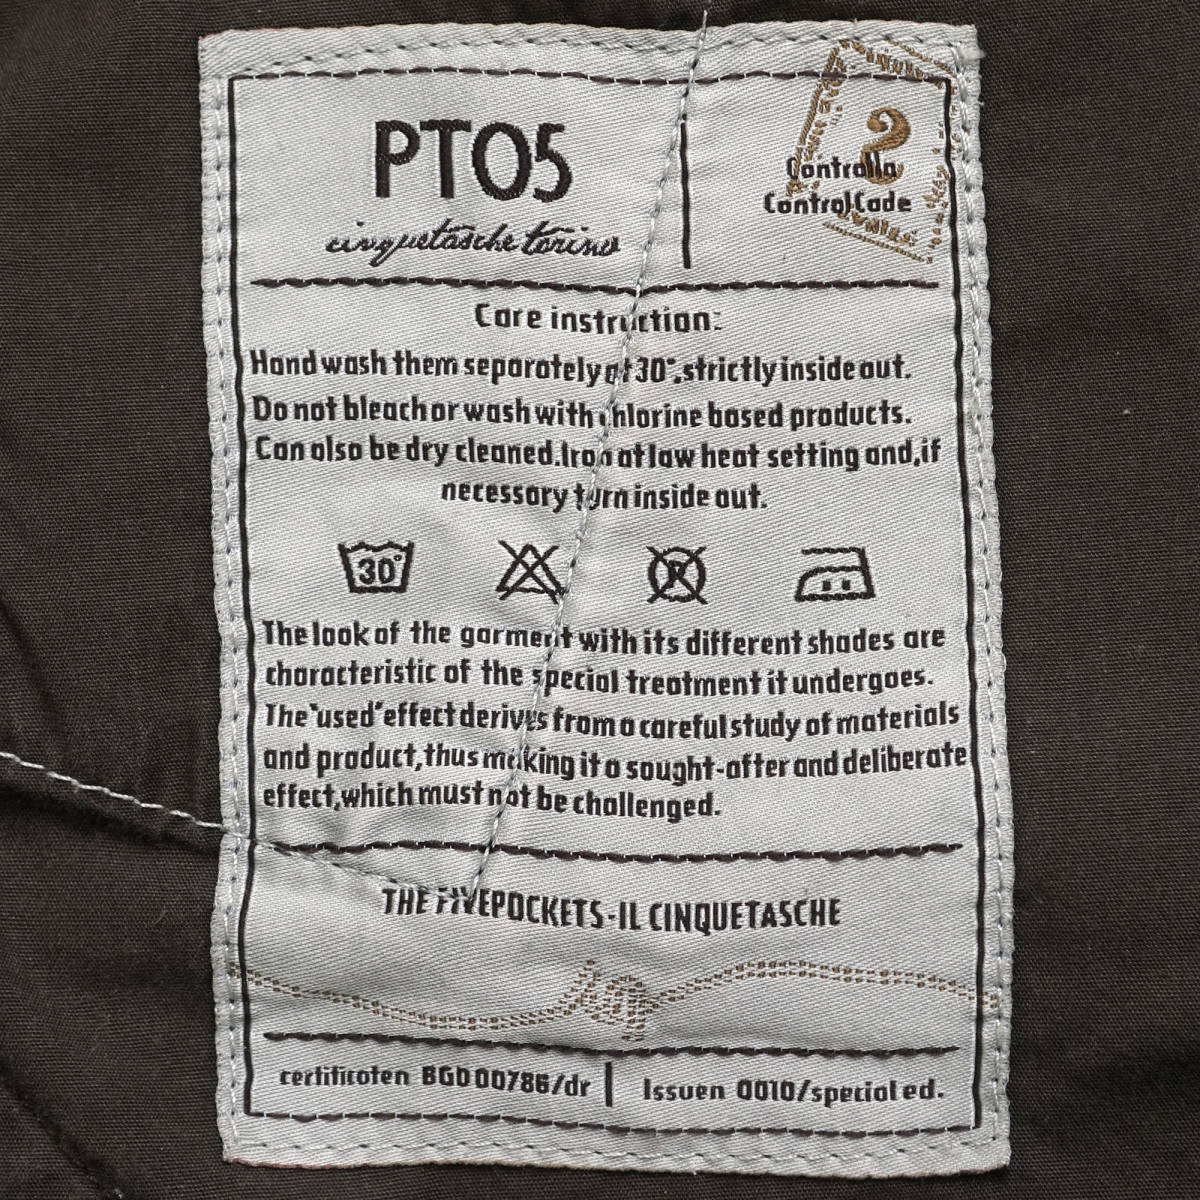 PT05
cinquetasche torino
2
Controlla
Control Code
Care instruction:
Hand wash them separately at 30°, strictly inside out.
Do not bleach or wash with chlorine based products.
Can also be dry cleaned. Iron at low heat setting and, if
necessary turn inside out.
30°
R
The look of the garment with its different shades are
characteristic of the special treatment it undergoes.
The "used" effect derives from a careful study of materials
and product, thus making it a sought-after and deliberate
effect, which must not be challenged.
THE FIVEPOCKETS-IL CINQUETASCHE
certificaten BGD00786/dr
Issuen 0010/special ed.